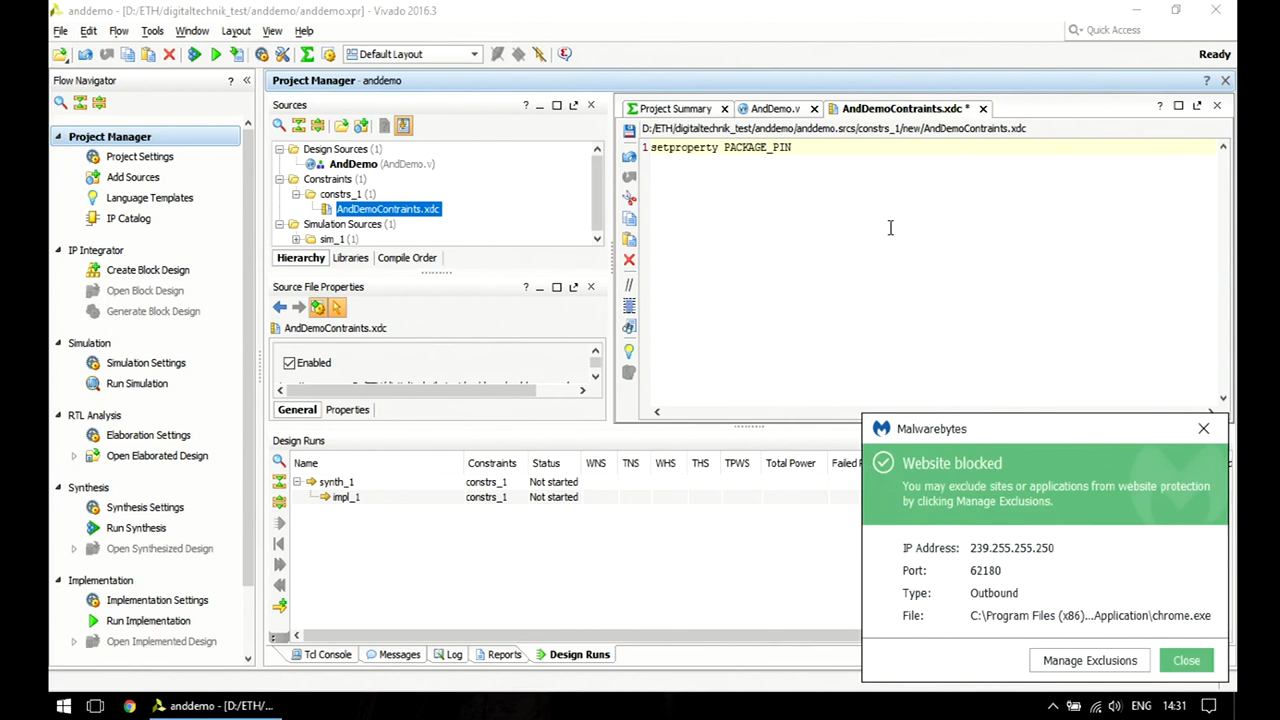 anddemo - [D:/ETH/digitaltechnik_test/anddemo/anddemo.xpr] - Vivado 2016.3
File Edit Flow Tools Window Layout View Help
Quick Access
Default Layout
Ready
Flow Navigator
Project Manager - anddemo
Project Manager
Project Settings
Add Sources
Language Templates
IP Catalog
IP Integrator
Create Block Design
Open Block Design
Generate Block Design
Simulation
Simulation Settings
Run Simulation
RTL Analysis
Elaboration Settings
Open Elaborated Design
Synthesis
Synthesis Settings
Run Synthesis
Open Synthesized Design
Implementation
Implementation Settings
Run Implementation
Open Implemented Design
Sources
Design Sources (1)
AndDemo (AndDemo.v)
Constraints (1)
constrs_1 (1)
AndDemoContraints.xdc
Simulation Sources (1)
sim_1 (1)
Hierarchy Libraries Compile Order
Source File Properties
AndDemoContraints.xdc
Enabled
General Properties
Project Summary AndDemo.v AndDemoContraints.xdc *
D:/ETH/digitaltechnik_test/anddemo/anddemo.srcs/constrs_1/new/AndDemoContraints.xdc
1 setproperty PACKAGE_PIN
Design Runs
Name Constraints Status WNS TNS WHS THS TPWS Total Power Failed
synth_1 constrs_1 Not started
impl_1 constrs_1 Not started
Tcl Console Messages Log Reports Design Runs
Malwarebytes
Website blocked
You may exclude sites or applications from website protection
by clicking Manage Exclusions.
IP Address: 239.255.255.250
Port: 62180
Type: Outbound
File: C:\Program Files (x86)...Application\chrome.exe
Manage Exclusions Close
anddemo - [D:/ETH/...
ENG 14:31